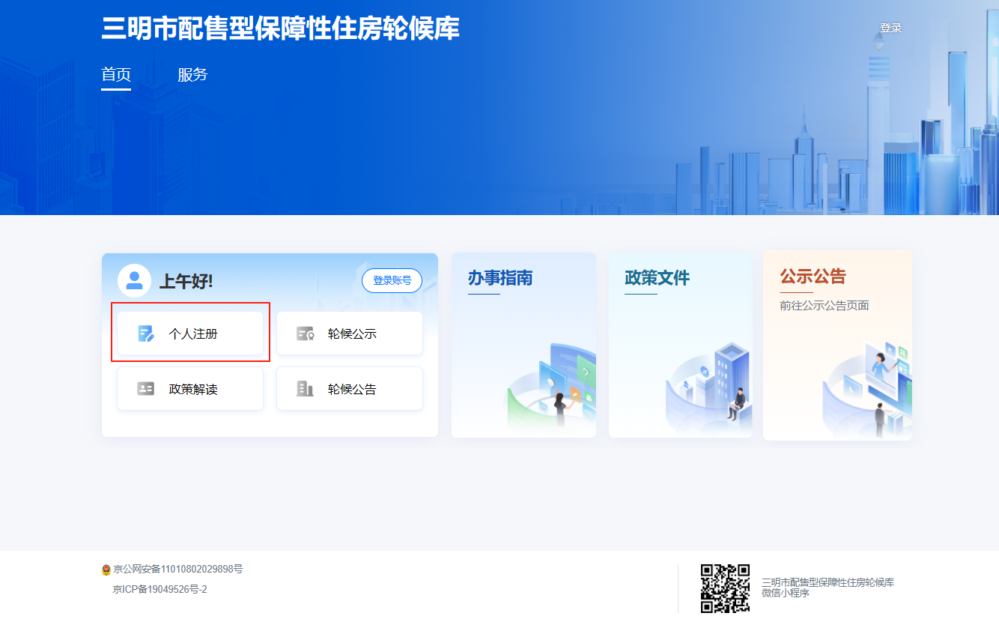 三明市配售型保障性住房轮候库
登录
首页
服务
上午好!
登录账号
个人注册
轮候公示
政策解读
轮候公告
办事指南
政策文件
公示公告
前往公示公告页面
京公网安备11010802029898号
京ICP备19049526号-2
三明市配售型保障性住房轮候库
微信小程序